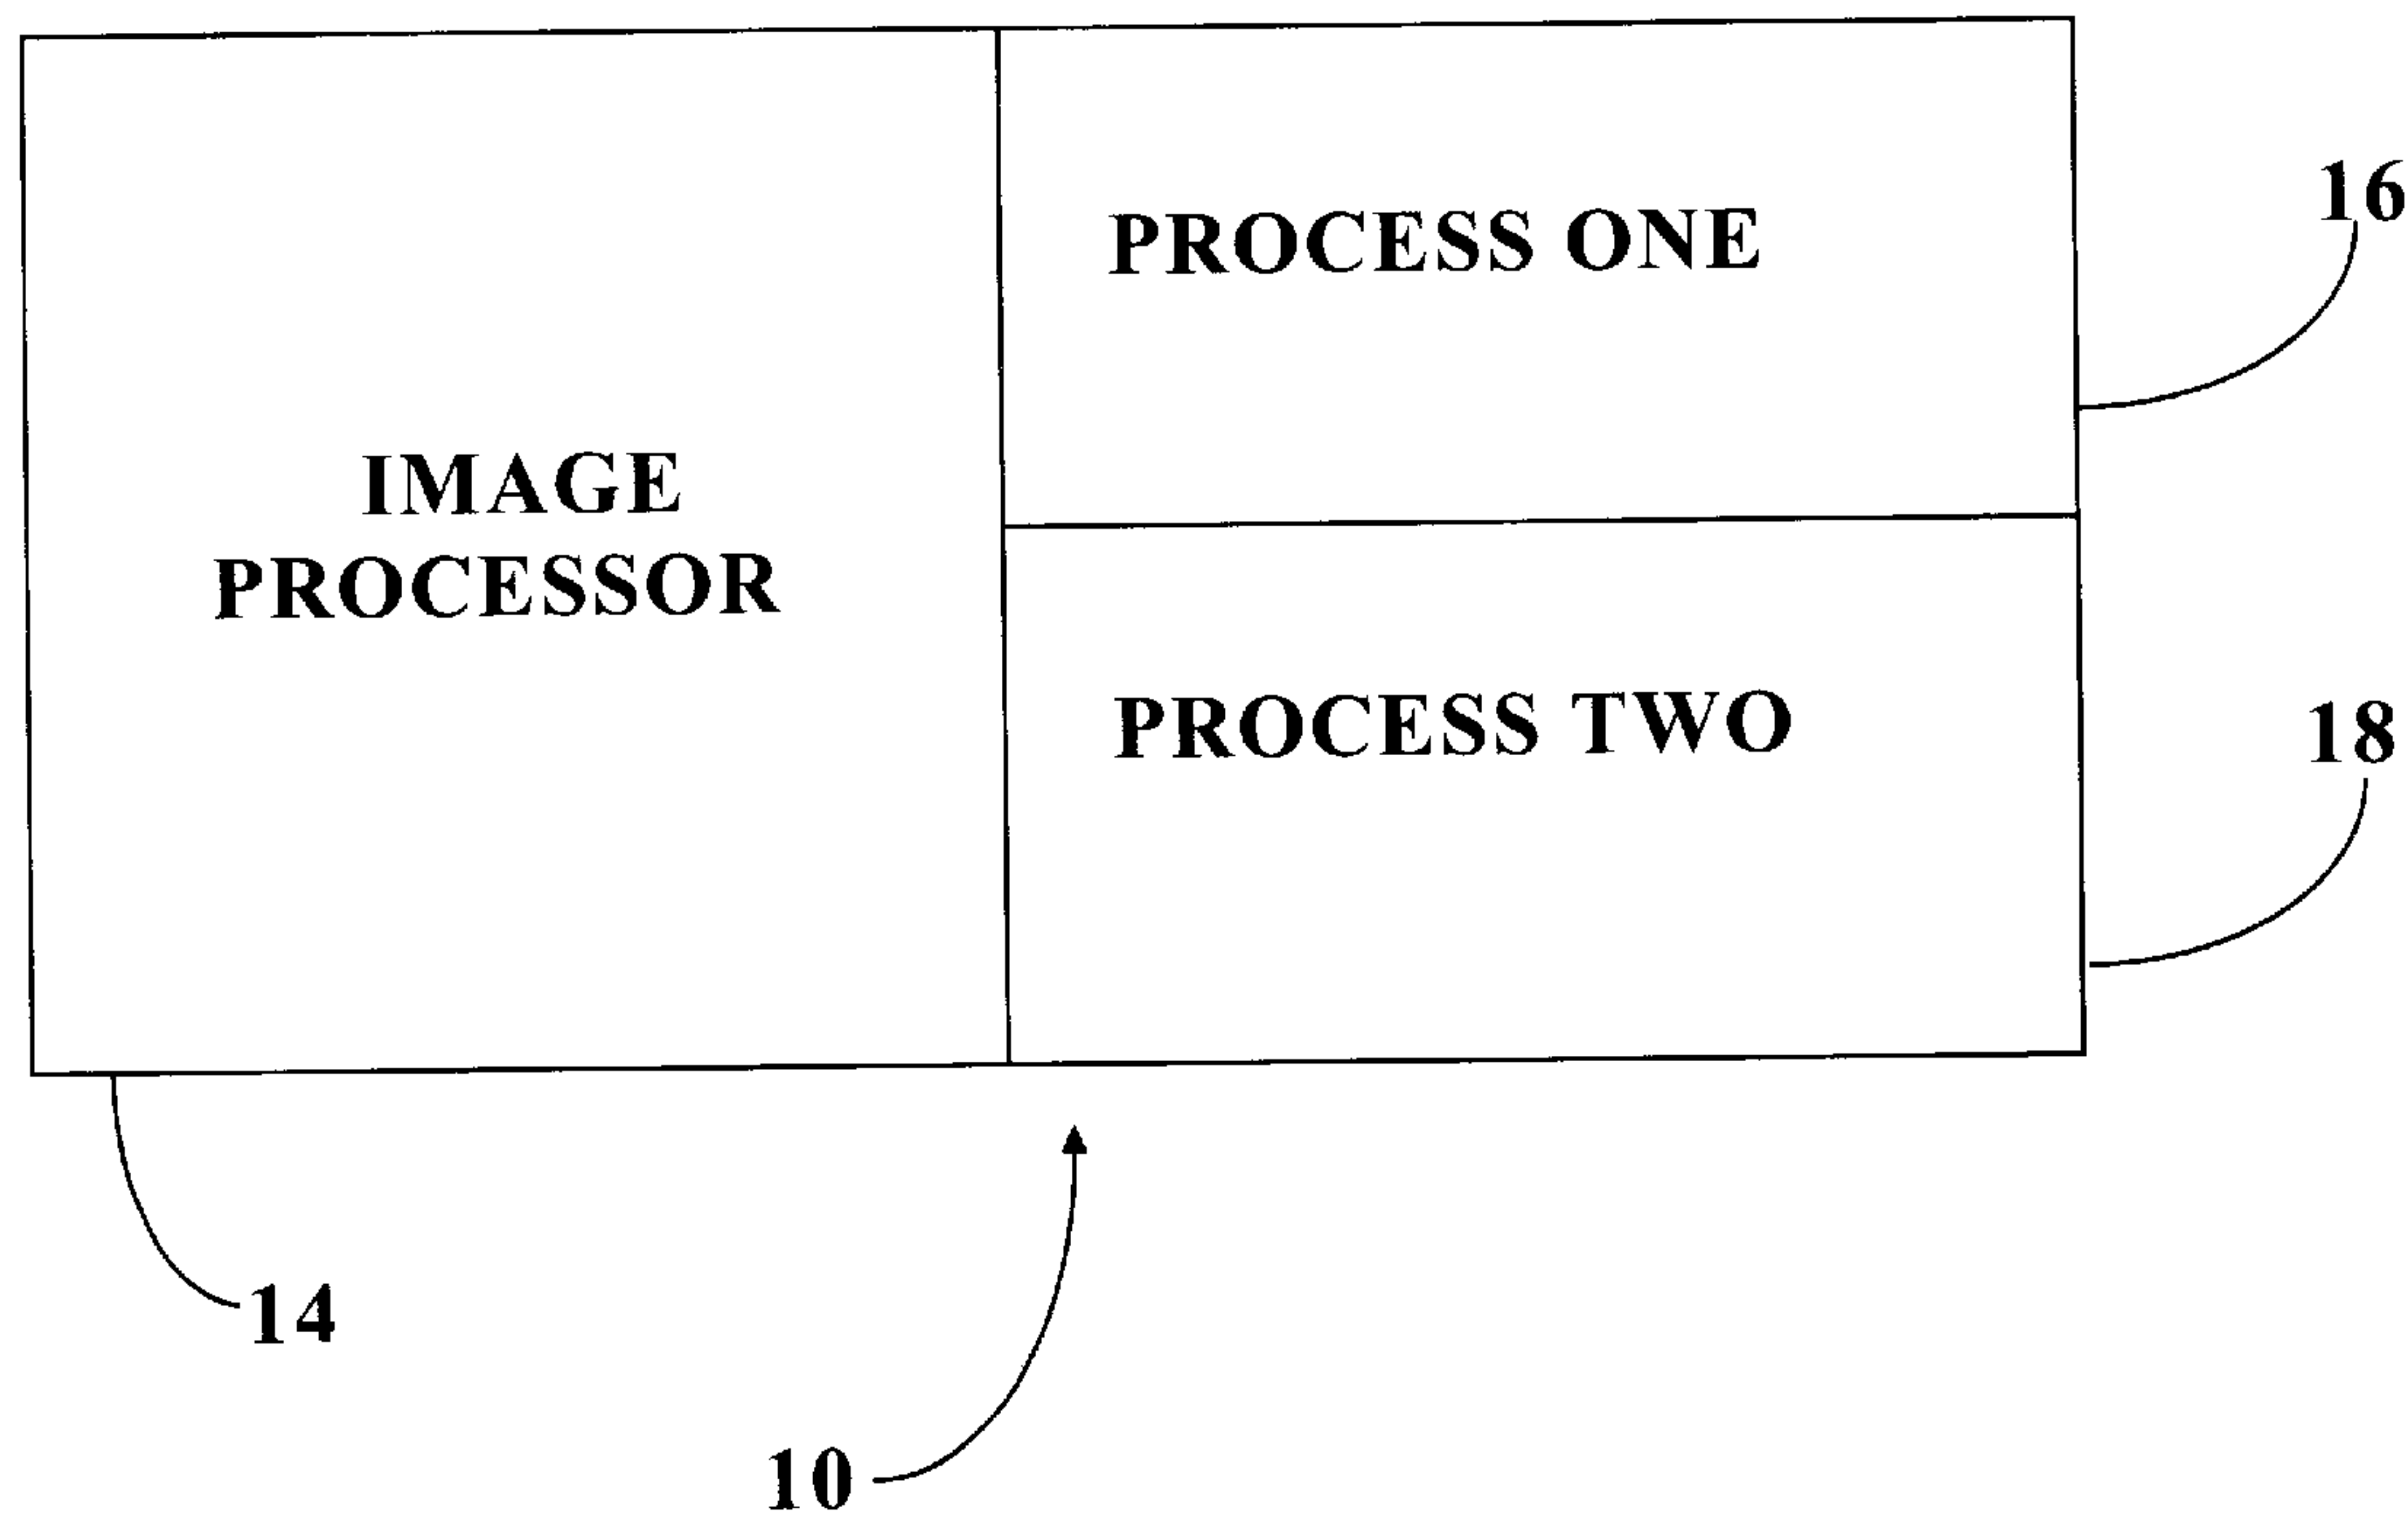 PROCESS ONE
16
IMAGE
PROCESSOR
PROCESS TWO
18
14
10